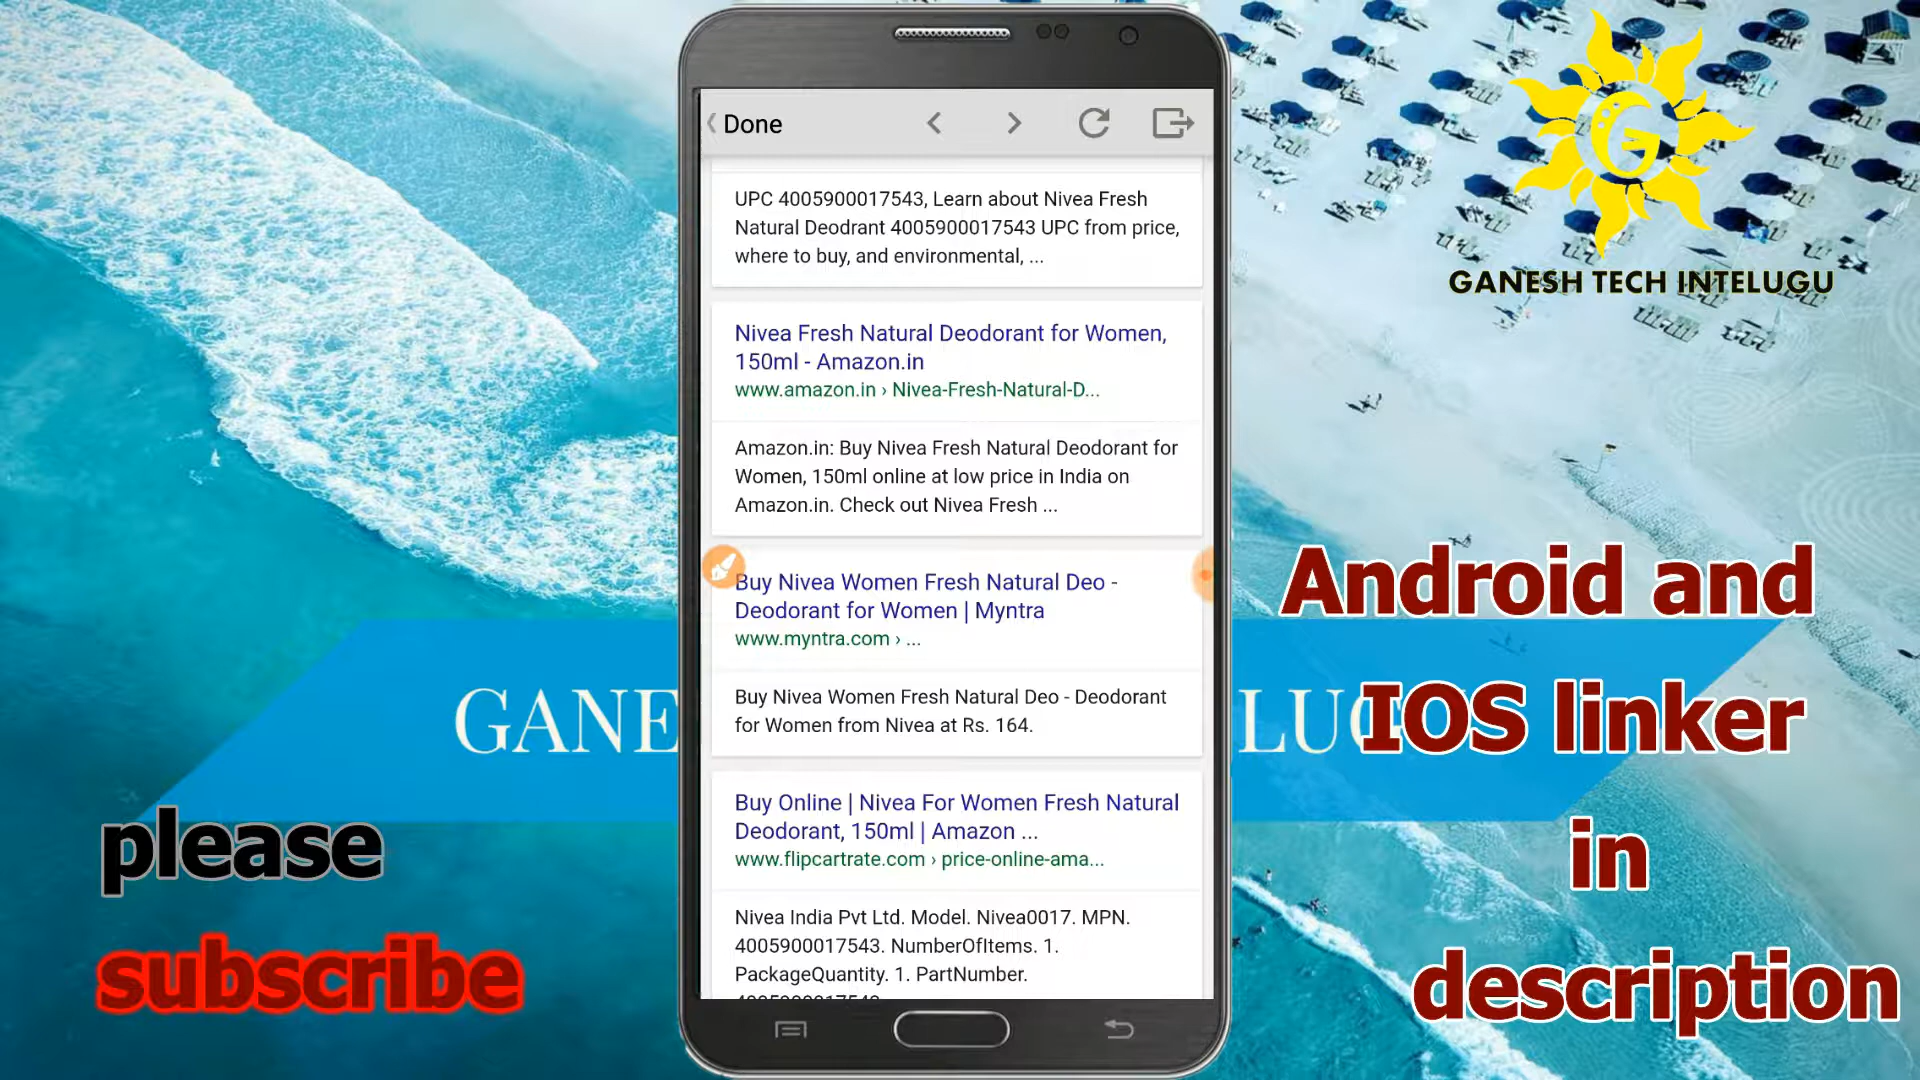 Done
UPC 4005900017543, Learn about Nivea Fresh
Natural Deodrant 4005900017543 UPC from price,
where to buy, and environmental, ...
Nivea Fresh Natural Deodorant for Women,
150ml - Amazon.in
www.amazon.in › Nivea-Fresh-Natural-D...
Amazon.in: Buy Nivea Fresh Natural Deodorant for
Women, 150ml online at low price in India on
Amazon.in. Check out Nivea Fresh ...
Buy Nivea Women Fresh Natural Deo -
Deodorant for Women | Myntra
www.myntra.com › ...
Buy Nivea Women Fresh Natural Deo - Deodorant
for Women from Nivea at Rs. 164.
Buy Online | Nivea For Women Fresh Natural
Deodorant, 150ml | Amazon ...
www.flipcartrate.com › price-online-ama...
Nivea India Pvt Ltd. Model. Nivea0017. MPN.
4005900017543. NumberOfItems. 1.
PackageQuantity. 1. PartNumber.
G
GANESH TECH INTELUGU
GANE
LUG
Android and
IOS linker
in
description
please
subscribe